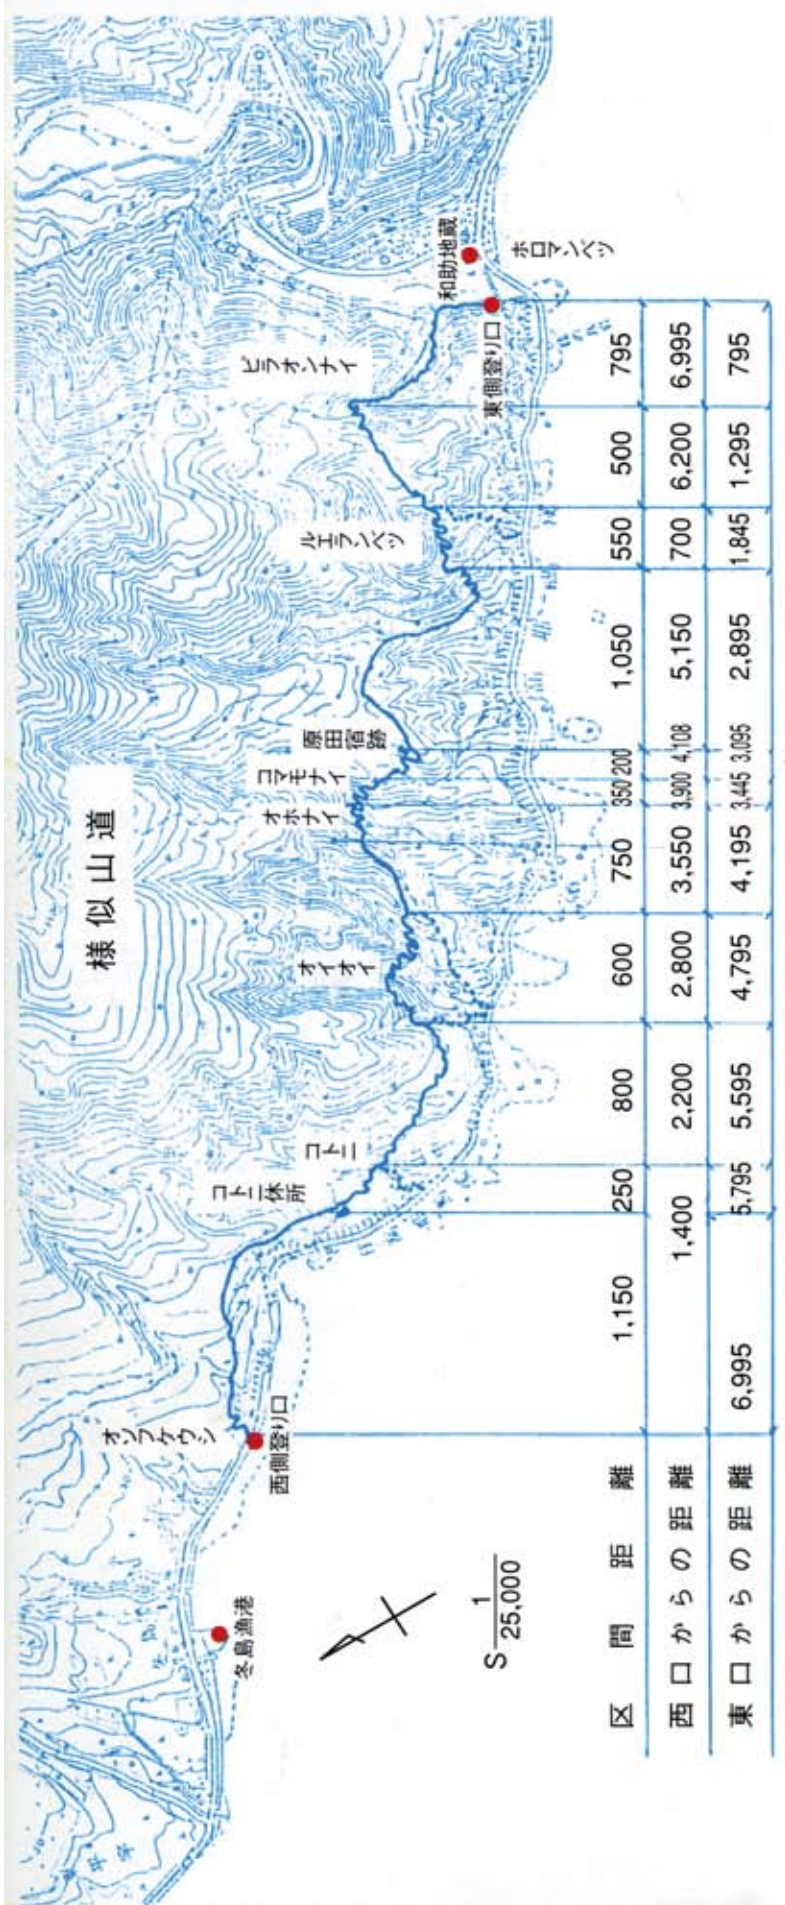 様似山道
冬島漁港
オソフケウシ
西側登り口
コトニ休所
コトニ
オイオイ
オホナイ
コマモナイ
原田宿跡
ルエランベツ
ピラオンナイ
東側登り口
和助地蔵
ホロマンベツ
S 1/25,000
区間距離 1,150 250 800 600 750 350 200 1,050 550 500 795
西口からの距離 1,400 2,200 2,800 3,550 3,900 4,108 5,150 700 6,200 6,995
東口からの距離 6,995 5,795 5,595 4,795 4,195 3,445 3,095 2,895 1,845 1,295 795